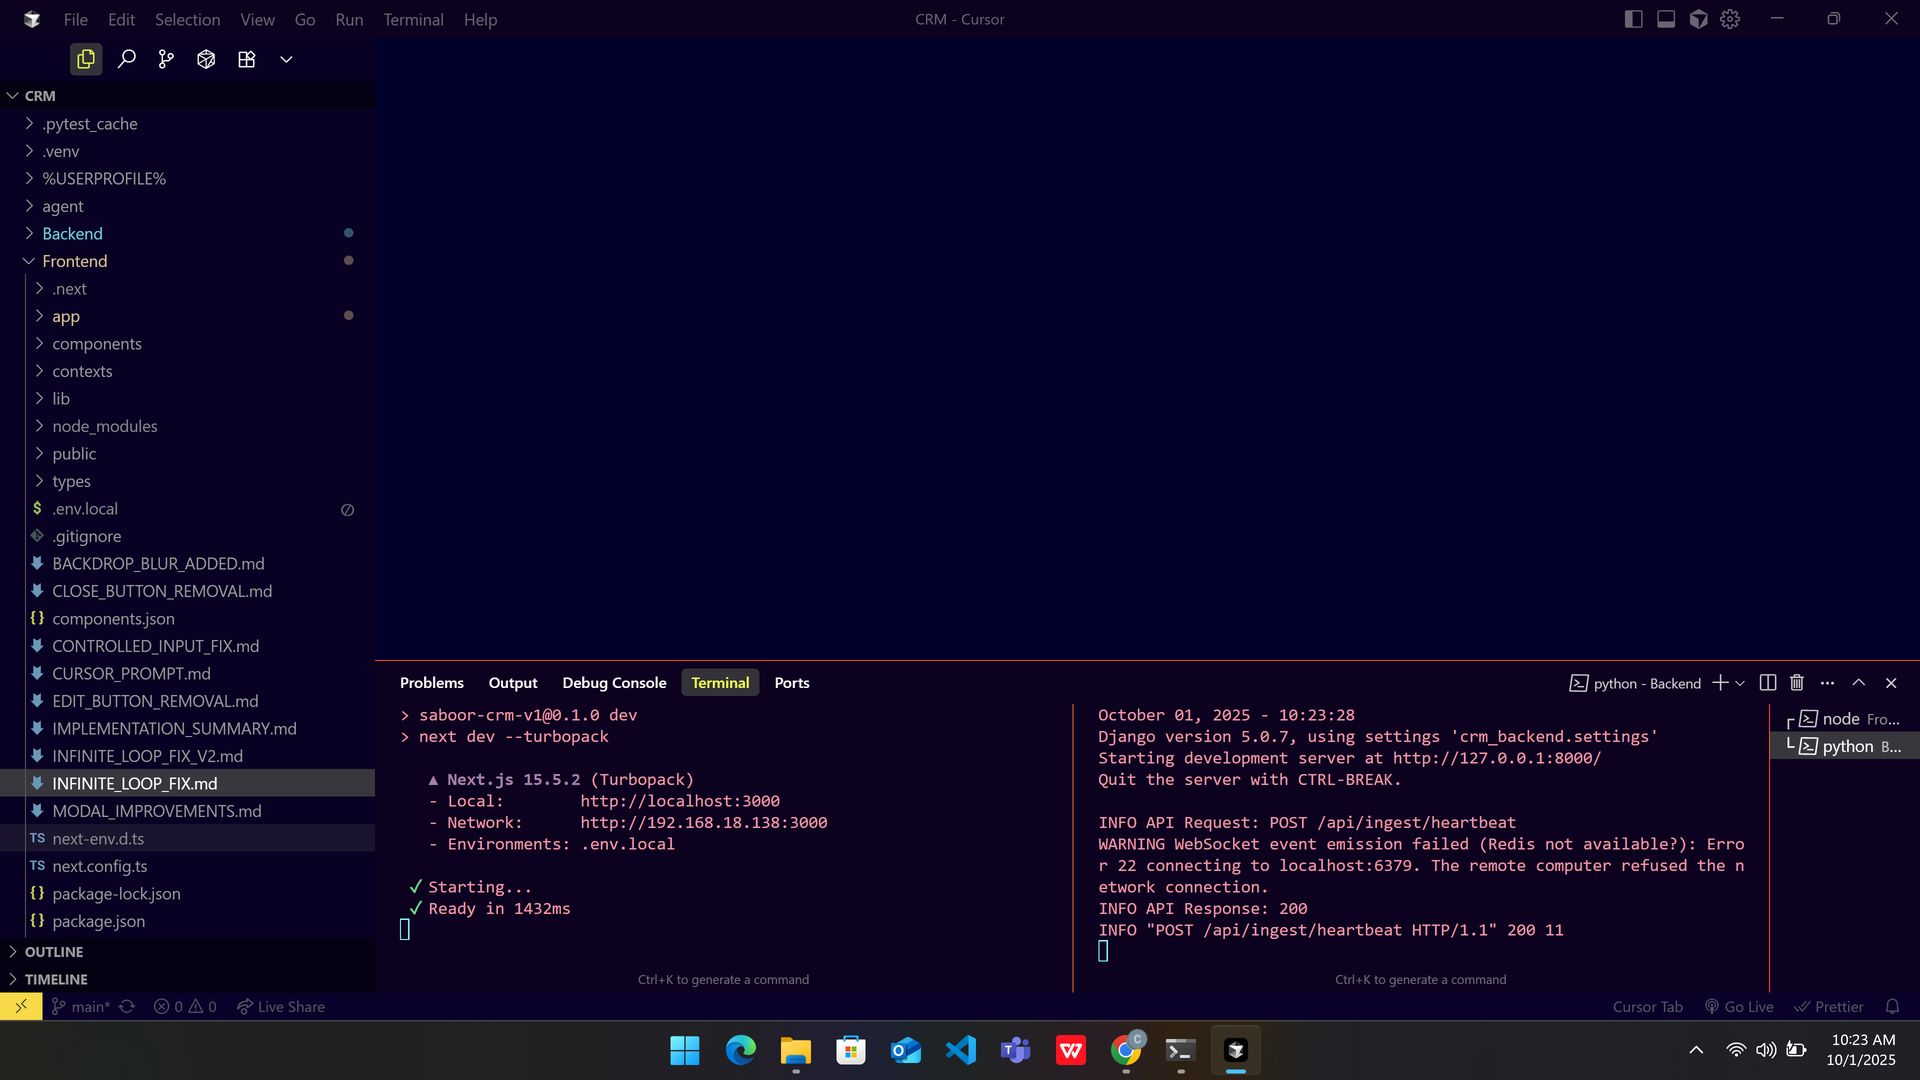 File Edit Selection View Go Run Terminal Help
CRM - Cursor
CRM
.pytest_cache
.venv
%USERPROFILE%
agent
Backend
Frontend
.next
app
components
contexts
lib
node_modules
public
types
$ .env.local
.gitignore
BACKDROP_BLUR_ADDED.md
CLOSE_BUTTON_REMOVAL.md
{} components.json
CONTROLLED_INPUT_FIX.md
CURSOR_PROMPT.md
EDIT_BUTTON_REMOVAL.md
IMPLEMENTATION_SUMMARY.md
INFINITE_LOOP_FIX_V2.md
INFINITE_LOOP_FIX.md
MODAL_IMPROVEMENTS.md
TS next-env.d.ts
TS next.config.ts
{} package-lock.json
{} package.json
OUTLINE
TIMELINE
Problems Output Debug Console Terminal Ports
python - Backend
> saboor-crm-v1@0.1.0 dev
> next dev --turbopack
▲ Next.js 15.5.2 (Turbopack)
- Local: http://localhost:3000
- Network: http://192.168.18.138:3000
- Environments: .env.local
✓ Starting...
✓ Ready in 1432ms
Ctrl+K to generate a command
October 01, 2025 - 10:23:28
Django version 5.0.7, using settings 'crm_backend.settings'
Starting development server at http://127.0.0.1:8000/
Quit the server with CTRL-BREAK.
INFO API Request: POST /api/ingest/heartbeat
WARNING WebSocket event emission failed (Redis not available?): Erro
r 22 connecting to localhost:6379. The remote computer refused the n
etwork connection.
INFO API Response: 200
INFO "POST /api/ingest/heartbeat HTTP/1.1" 200 11
Ctrl+K to generate a command
node Fro...
python B...
main* 0 0 Live Share
Cursor Tab Go Live Prettier
10:23 AM
10/1/2025